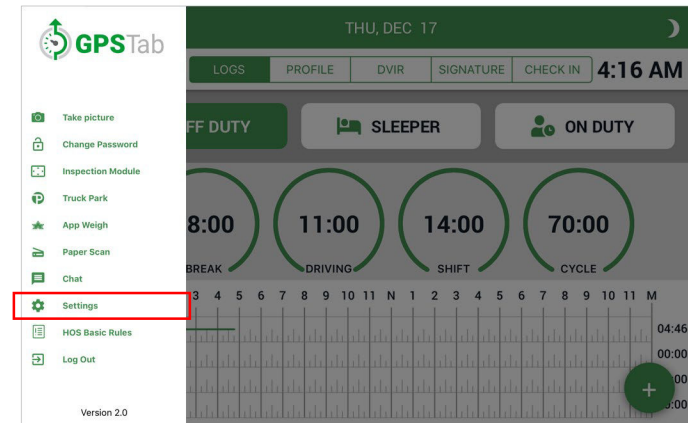 GPSTab
THU, DEC 17
LOGS PROFILE DVIR SIGNATURE CHECK IN 4:16 AM
Take picture
Change Password
Inspection Module
Truck Park
App Weigh
Paper Scan
Chat
Settings
HOS Basic Rules
Log Out
Version 2.0
FF DUTY SLEEPER ON DUTY
8:00 11:00 14:00 70:00
BREAK DRIVING SHIFT CYCLE
3 4 5 6 7 8 9 10 11 N 1 2 3 4 5 6 7 8 9 10 11 M
04:46
00:00
00
:00
+